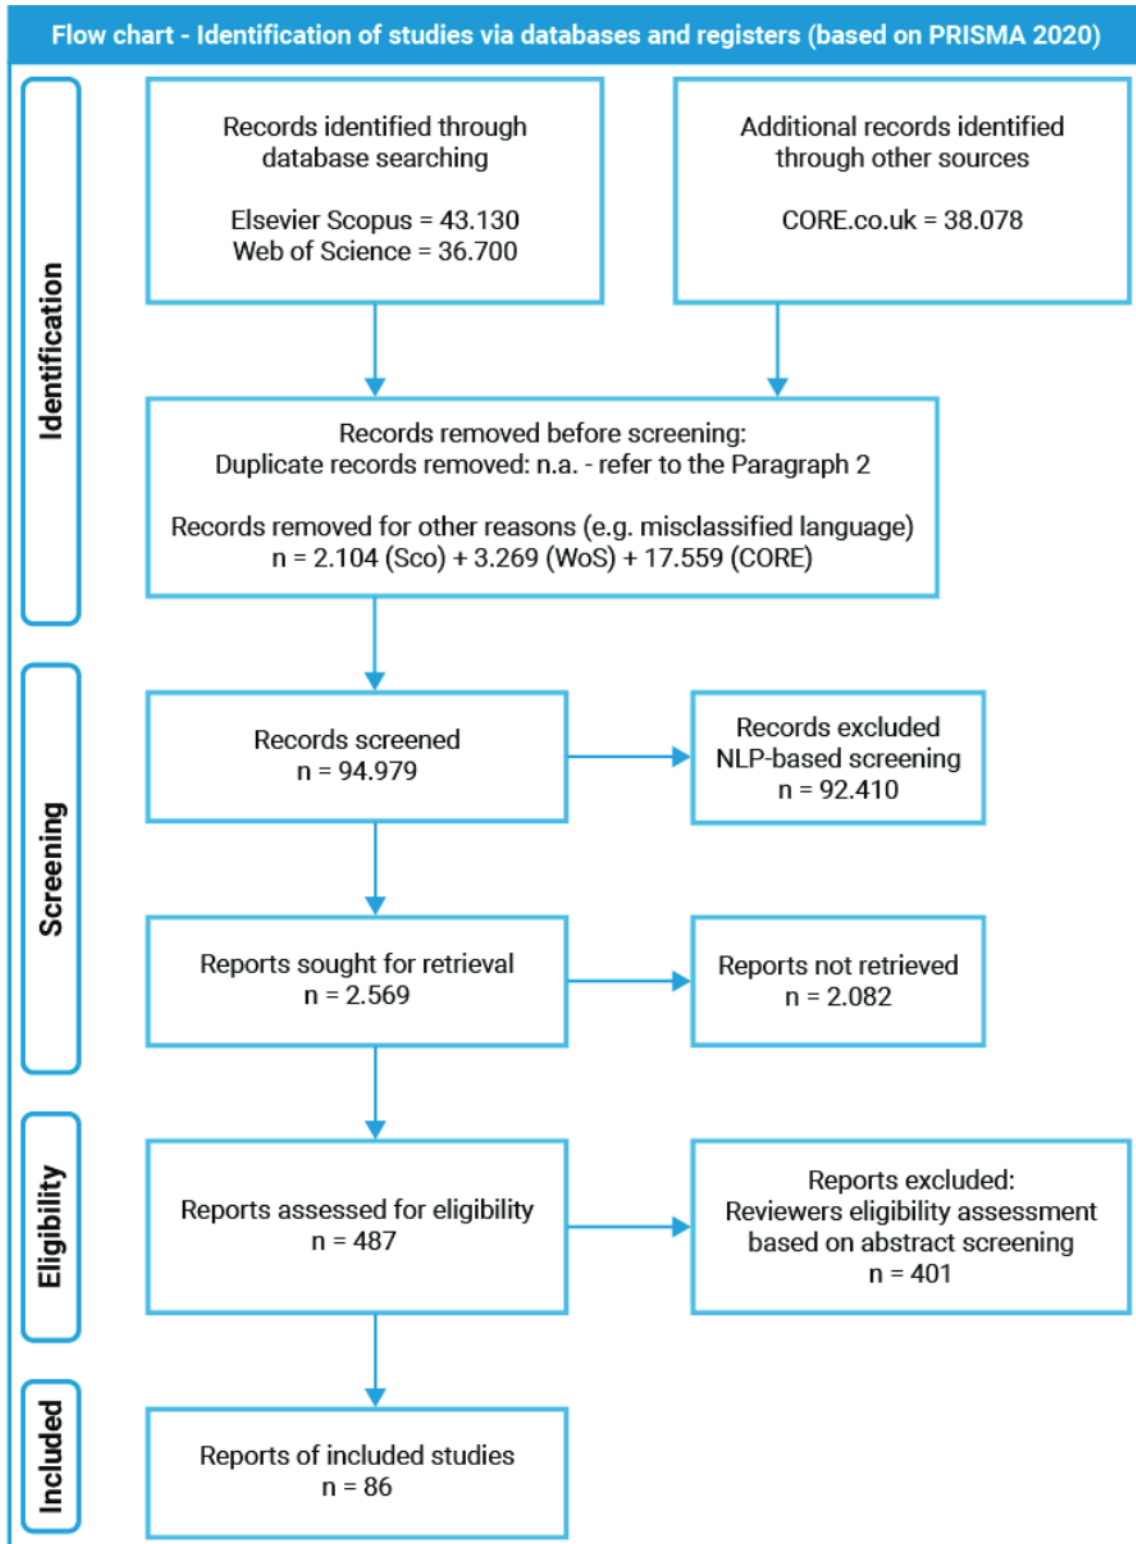 Flow chart - Identification of studies via databases and registers (based on PRISMA 2020)
Identification
Records identified through
database searching
Elsevier Scopus = 43.130
Web of Science = 36.700
Additional records identified
through other sources
CORE.co.uk = 38.078
Records removed before screening:
Duplicate records removed: n.a. - refer to the Paragraph 2
Records removed for other reasons (e.g. misclassified language)
n = 2.104 (Sco) + 3.269 (WoS) + 17.559 (CORE)
Screening
Records screened
n = 94.979
Records excluded
NLP-based screening
n = 92.410
Reports sought for retrieval
n = 2.569
Reports not retrieved
n = 2.082
Eligibility
Reports assessed for eligibility
n = 487
Reports excluded:
Reviewers eligibility assessment
based on abstract screening
n = 401
Included
Reports of included studies
n = 86